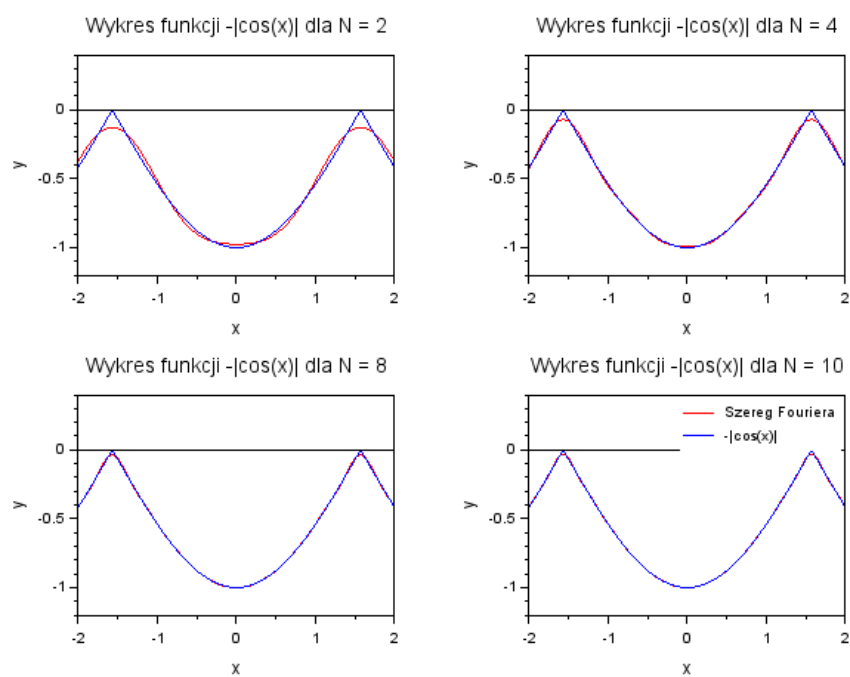 Wykres funkcji -|cos(x)| dla N = 2
0
-0.5
-1
y
-2 -1 0 1 2
x
Wykres funkcji -|cos(x)| dla N = 4
0
-0.5
-1
y
-2 -1 0 1 2
x
Wykres funkcji -|cos(x)| dla N = 8
0
-0.5
-1
y
-2 -1 0 1 2
x
Wykres funkcji -|cos(x)| dla N = 10
Szereg Fouriera
-|cos(x)|
0
-0.5
-1
y
-2 -1 0 1 2
x